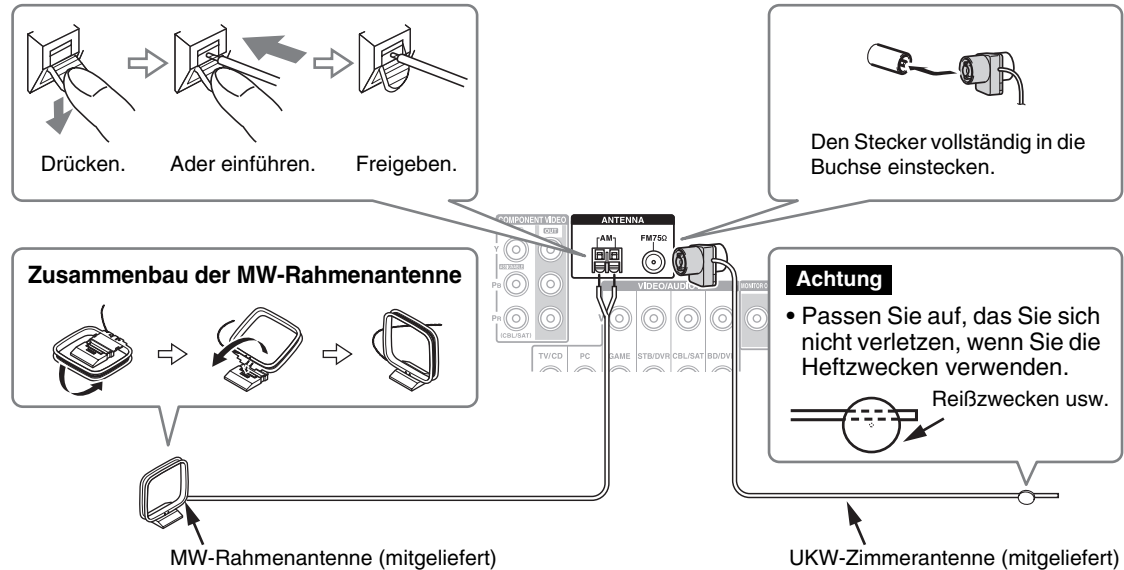 Drücken.
Ader einführen.
Freigeben.
Den Stecker vollständig in die
Buchse einstecken.
COMPONENT VIDEO
OUT
Y
PB
PR
(CBL/SAT)
ANTENNA
AM
FM75Ω
VIDEO/AUDIO
V
MONITOR O
TV/CD
PC
GAME
STB/DVR
CBL/SAT
BD/DVD
Zusammenbau der MW-Rahmenantenne
Achtung
• Passen Sie auf, das Sie sich
nicht verletzen, wenn Sie die
Heftzwecken verwenden.
Reißzwecken usw.
MW-Rahmenantenne (mitgeliefert)
UKW-Zimmerantenne (mitgeliefert)